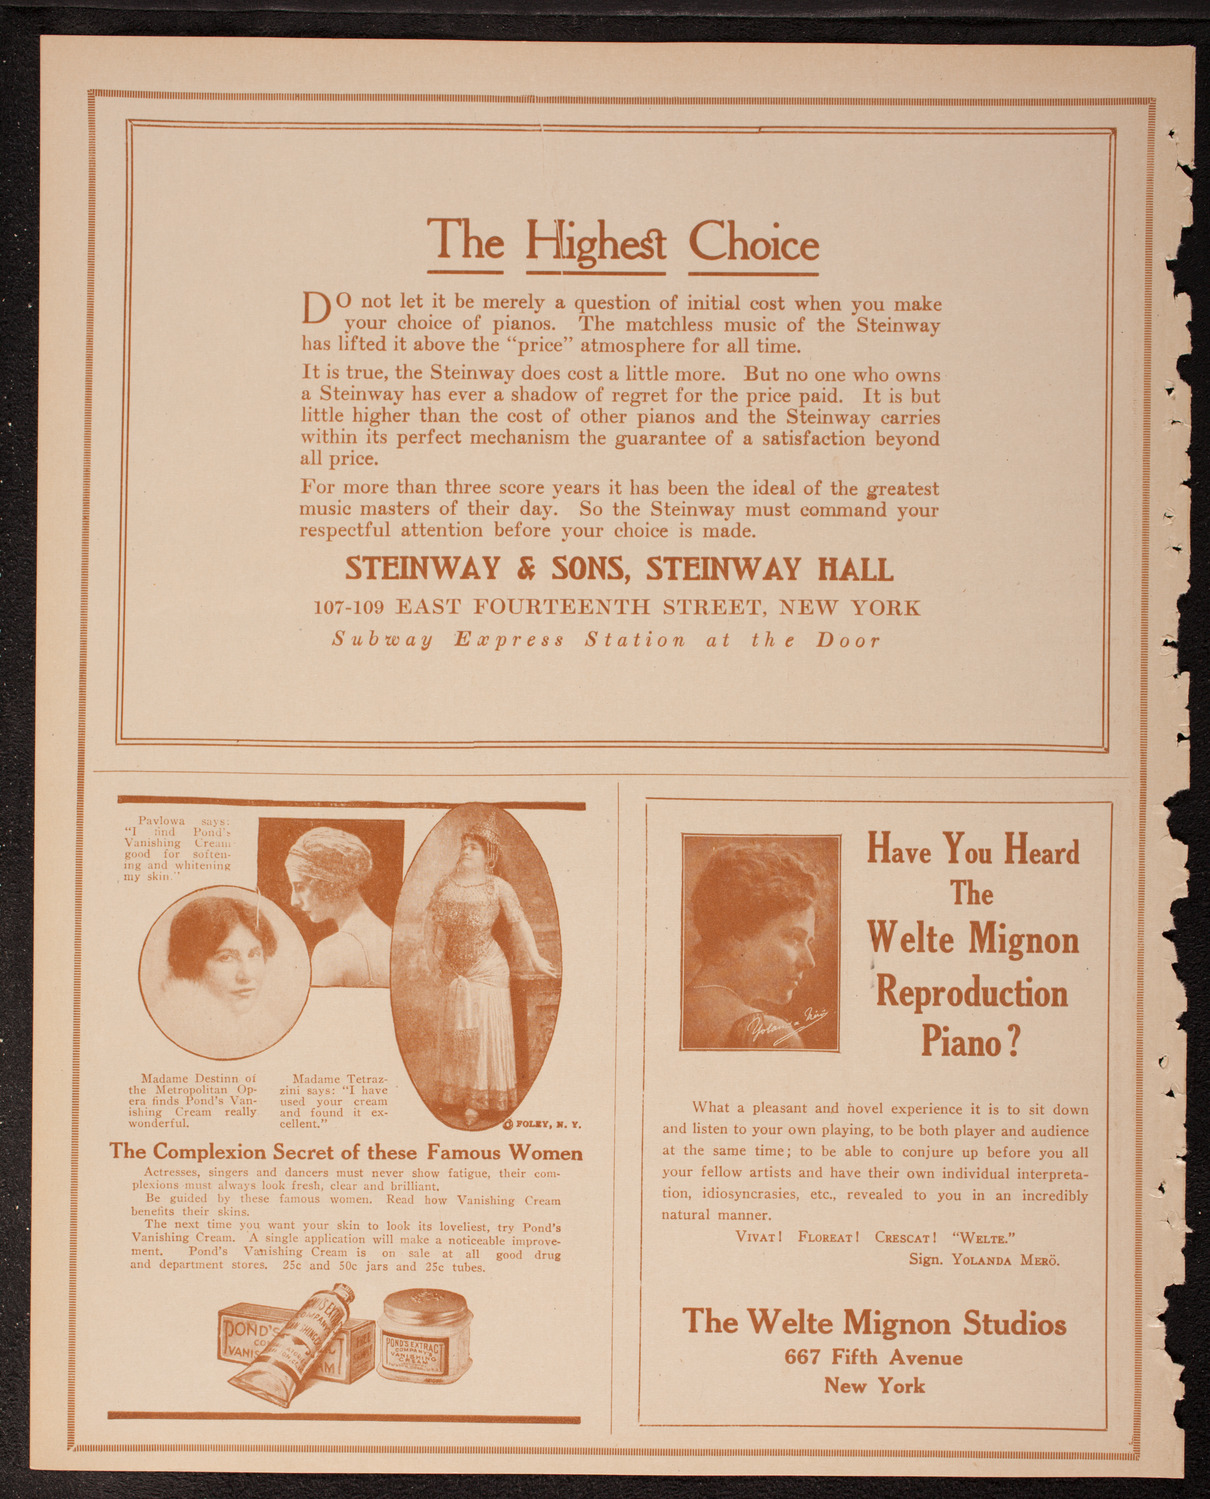 The Highest Choice
DO not let it be merely a question of initial cost when you make
your choice of pianos. The matchless music of the Steinway
has lifted it above the "price" atmosphere for all time.
It is true, the Steinway does cost a little more. But no one who owns
a Steinway has ever a shadow of regret for the price paid. It is but
little higher than the cost of other pianos and the Steinway carries
within its perfect mechanism the guarantee of a satisfaction beyond
all price.
For more than three score years it has been the ideal of the greatest
music masters of their day. So the Steinway must command your
respectful attention before your choice is made.
STEINWAY & SONS, STEINWAY HALL
107-109 EAST FOURTEENTH STREET, NEW YORK
Subway Express Station at the Door
Pavlowa says:
"I find Pond's
Vanishing Cream
good for soften-
ing and whitening
my skin."
Madame Destinn of
the Metropolitan Op-
era finds Pond's Van-
ishing Cream really
wonderful.
Madame Tetraz-
zini says: "I have
used your cream
and found it ex-
cellent."
© FOLEY, N. Y.
The Complexion Secret of these Famous Women
Actresses, singers and dancers must never show fatigue, their com-
plexions must always look fresh, clear and brilliant.
Be guided by these famous women. Read how Vanishing Cream
benefits their skins.
The next time you want your skin to look its loveliest, try Pond's
Vanishing Cream. A single application will make a noticeable improve-
ment. Pond's Vanishing Cream is on sale at all good drug
and department stores. 25c and 50c jars and 25c tubes.
POND'S
CO
VANIS
POND'S EXTRACT
COMPANY'S
VANISHING
CREAM
Yolanda Merö
Have You Heard
The
Welte Mignon
Reproduction
Piano?
What a pleasant and novel experience it is to sit down
and listen to your own playing, to be both player and audience
at the same time; to be able to conjure up before you all
your fellow artists and have their own individual interpreta-
tion, idiosyncrasies, etc., revealed to you in an incredibly
natural manner.
VIVAT! FLOREAT! CRESCAT! "WELTE."
Sign. YOLANDA MERÖ.
The Welte Mignon Studios
667 Fifth Avenue
New York